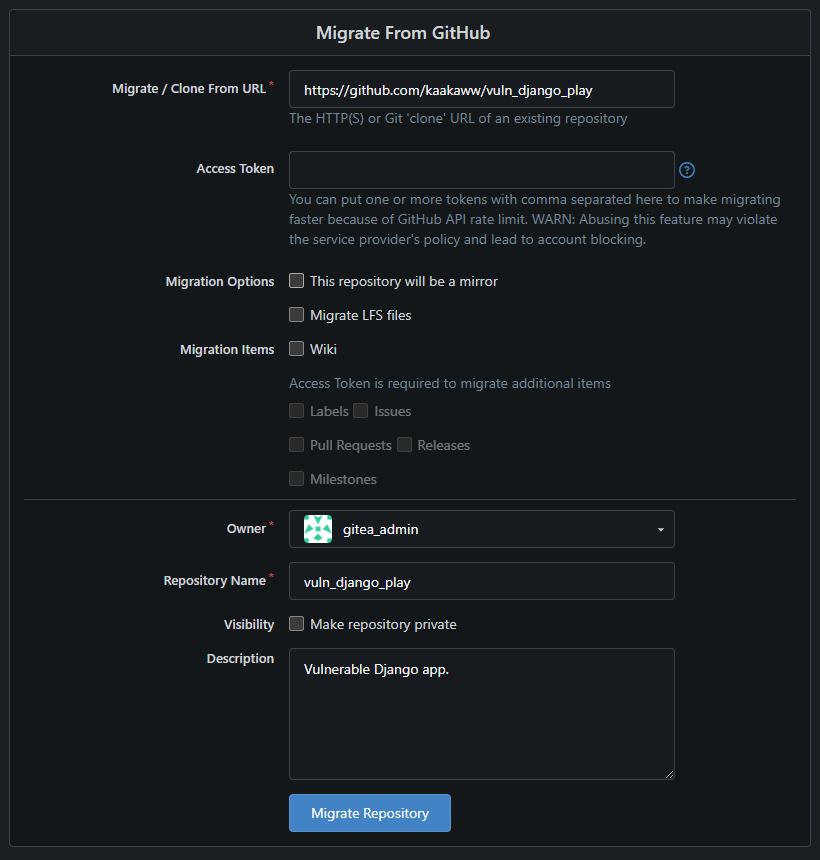 Migrate From GitHub
Migrate / Clone From URL *
https://github.com/kaakaww/vuln_django_play
The HTTP(S) or Git 'clone' URL of an existing repository
Access Token
?
You can put one or more tokens with comma separated here to make migrating
faster because of GitHub API rate limit. WARN: Abusing this feature may violate
the service provider's policy and lead to account blocking.
Migration Options This repository will be a mirror
Migrate LFS files
Migration Items Wiki
Access Token is required to migrate additional items
Labels Issues
Pull Requests Releases
Milestones
Owner * gitea_admin
Repository Name * vuln_django_play
Visibility Make repository private
Description
Vulnerable Django app.
Migrate Repository